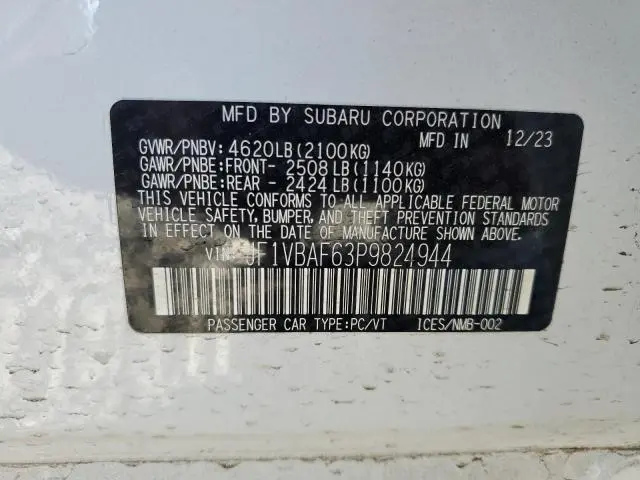 MFD BY SUBARU CORPORATION
MFD IN 12/23
GVWR/PNBV: 4620LB (2100KG)
GAWR/PNBE:FRONT- 2508 LB (1140KG)
GAWR/PNBE:REAR - 2424 LB (1100KG)
THIS VEHICLE CONFORMS TO ALL APPLICABLE FEDERAL MOTOR
VEHICLE SAFETY, BUMPER, AND THEFT PREVENTION STANDARDS
IN EFFECT ON THE DATE OF MANUFACTURE SHOWN ABOVE.
VIN: JF1VBAF63P9824944
PASSENGER CAR TYPE:PC/VT ICES/NMB-002